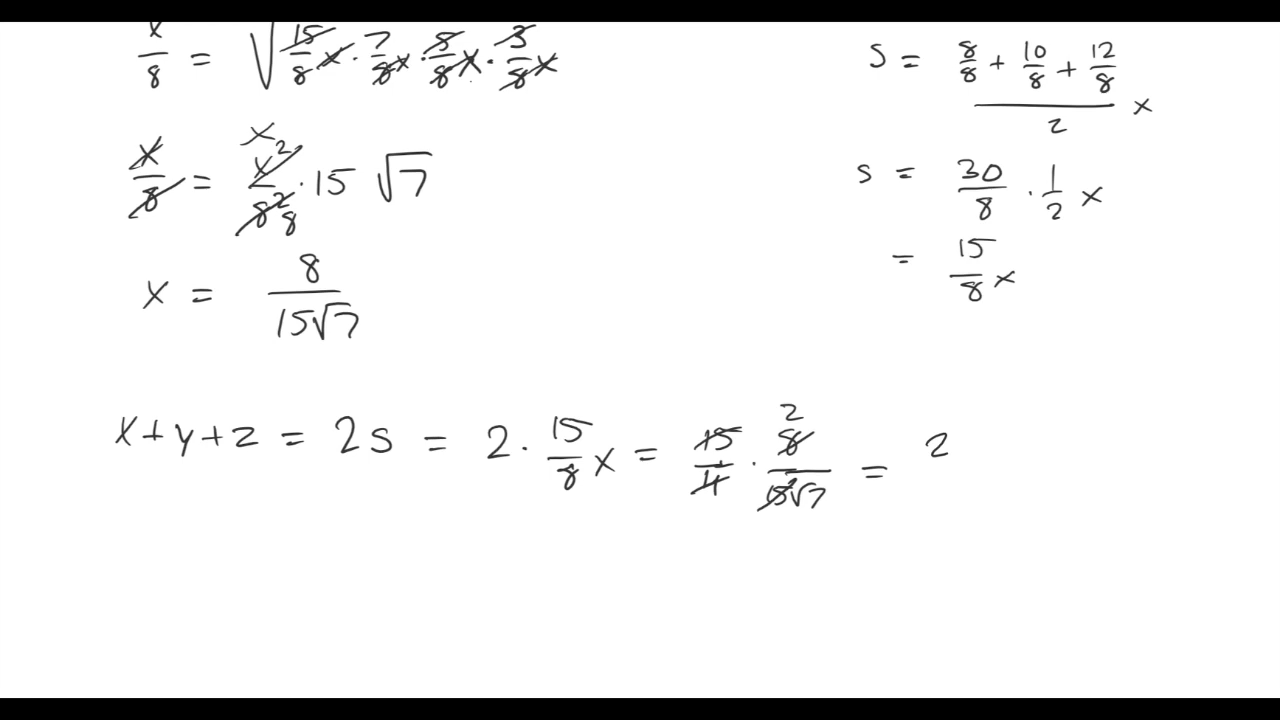 x/8 = √(15/8 x · 7/8 x · 5/8 x · 3/8 x)
x/8 = x²/8² · 15 √7
x 8
x = 8/(15√7)
S = (8/8 + 10/8 + 12/8)/2 x
S = 30/8 · 1/2 x
= 15/8 x
x+y+z = 2S = 2 · 15/8 x = 15/4 · 8/(15√7) = 2
2